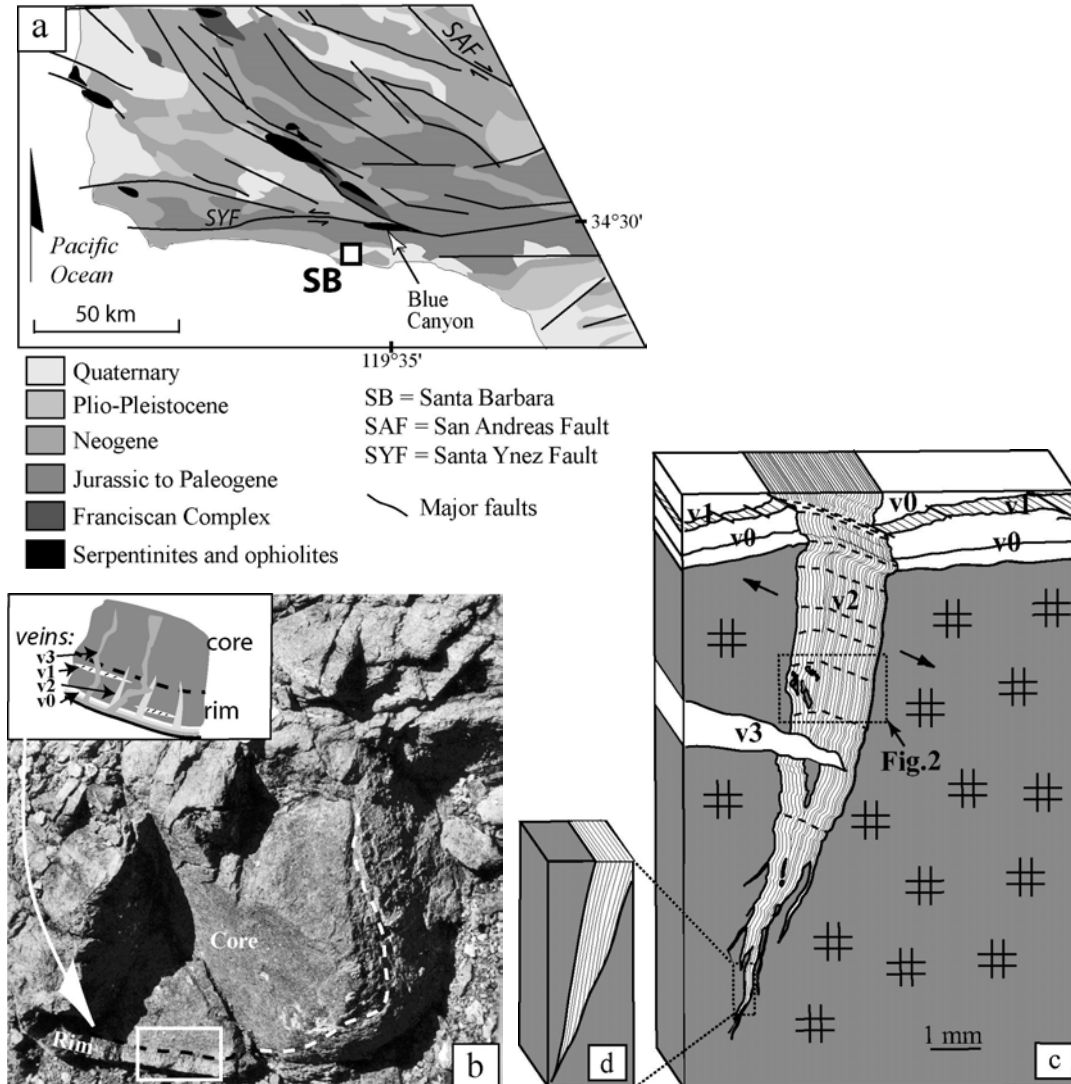 a
SAF
SYF
34°30'
Pacific
Ocean
SB
Blue
Canyon
50 km
119°35'
Quaternary
Plio-Pleistocene
Neogene
Jurassic to Paleogene
Franciscan Complex
Serpentinites and ophiolites
SB = Santa Barbara
SAF = San Andreas Fault
SYF = Santa Ynez Fault
Major faults
veins:
v3
v1
v2
v0
core
rim
Core
Rim
b
v1
v0
v1
v0
v0
v2
v3
Fig.2
1 mm
d
c